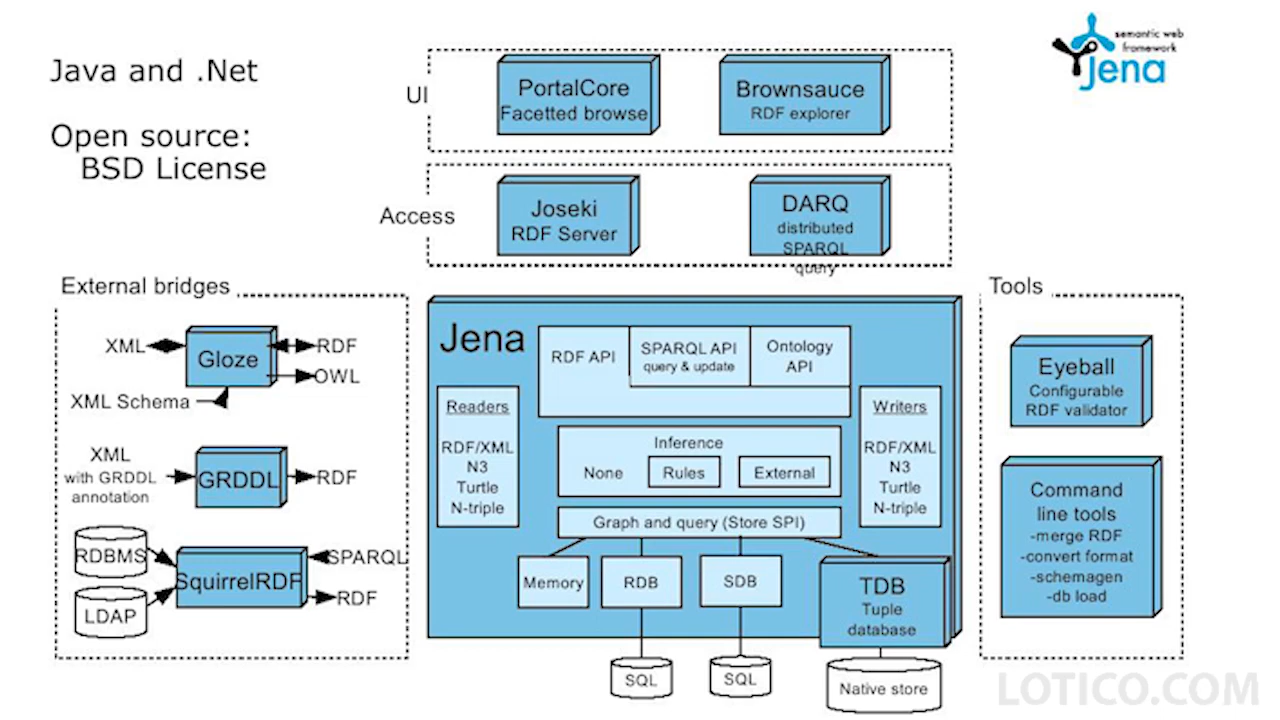 Java and .Net
Open source:
BSD License
semantic web
framework
Jena
UI
PortalCore
Facetted browse
Brownsauce
RDF explorer
Access
Joseki
RDF Server
DARQ
distributed
SPARQL
query
External bridges
XML
Gloze
RDF
OWL
XML Schema
XML
with GRDDL
annotation
GRDDL
RDF
RDBMS
LDAP
SquirrelRDF
SPARQL
RDF
Jena
RDF API
SPARQL API
query & update
Ontology
API
Readers
RDF/XML
N3
Turtle
N-triple
Inference
None
Rules
External
Writers
RDF/XML
N3
Turtle
N-triple
Graph and query (Store SPI)
Memory
RDB
SDB
TDB
Tuple
database
SQL
SQL
Native store
Tools
Eyeball
Configurable
RDF validator
Command
line tools
-merge RDF
-convert format
-schemagen
-db load
LOTICO.COM